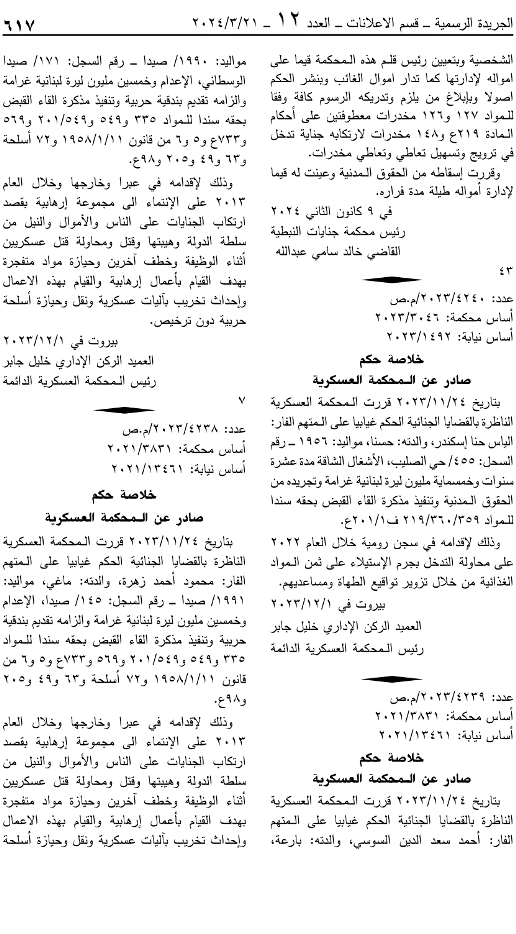 الجريدة الرسمية ــ قسم الاعلانات ــ العدد ١٢ ــ ٢٠٢٤/٣/٢١
٦١٧
الشخصية وبتعيين رئيس قلم هذه المحكمة قيما على
امواله لإدارتها كما تدار اموال الغائب وبنشر الحكم
اصولا وبإبلاغ من يلزم وتدريكه الرسوم كافة وفقا
للمواد ١٢٧ و١٢٦ مخدرات معطوفتين على أحكام
المادة ٢١٩ع و١٤٨ مخدرات لارتكابه جناية تدخل
في ترويج وتسهيل تعاطي وتعاطي مخدرات.
وقررت إسقاطه من الحقوق المدنية وعينت له قيما
لإدارة أمواله طيلة مدة فراره.
في ٩ كانون الثاني ٢٠٢٤
رئيس محكمة جنايات النبطية
القاضي خالد سامي عبدالله
٤٣
عدد: ٢٠٢٣/٤٢٤٠/م.ص
أساس محكمة: ٢٠٢٣/٣٠٤٦
أساس نيابة: ٢٠٢٣/١٤٩٢
خلاصة حكم
صادر عن المحكمة العسكرية
بتاريخ ٢٠٢٣/١١/٢٤ قررت المحكمة العسكرية
الناظرة بالقضايا الجنائية الحكم غيابيا على المتهم الفار:
الياس حنا إسكندر، والدته: حسنا، مواليد: ١٩٥٦ ــ رقم
السجل: ٤٥٥/ حي الصليب، الأشغال الشاقة مدة عشرة
سنوات وخمسماية مليون ليرة لبنانية غرامة وتجريده من
الحقوق المدنية وتنفيذ مذكرة القاء القبض بحقه سندا
للمواد ٢١٩/٣٦٠/٣٥٩ ف٢٠١/١ع.
وذلك لإقدامه في سجن رومية خلال العام ٢٠٢٢
على محاولة التدخل بجرم الإستيلاء على ثمن المواد
الغذائية من خلال تزوير تواقيع الطهاة ومساعديهم.
بيروت في ٢٠٢٣/١٢/١
العميد الركن الإداري خليل جابر
رئيس المحكمة العسكرية الدائمة
عدد: ٢٠٢٣/٤٢٣٩/م.ص
أساس محكمة: ٢٠٢١/٣٨٣١
أساس نيابة: ٢٠٢١/١٣٤٦١
خلاصة حكم
صادر عن المحكمة العسكرية
بتاريخ ٢٠٢٣/١١/٢٤ قررت المحكمة العسكرية
الناظرة بالقضايا الجنائية الحكم غيابيا على المتهم
الفار: أحمد سعد الدين السوسي، والدته: بارعة،
مواليد: ١٩٩٠/ صيدا ــ رقم السجل: ١٧١/ صيدا
الوسطاني، الإعدام وخمسين مليون ليرة لبنانية غرامة
والزامه تقديم بندقية حربية وتنفيذ مذكرة القاء القبض
بحقه سندا للمواد ٣٣٥ و٥٤٩ و٢٠١/٥٤٩ و٥٦٩
و٧٣٣ع و٥ و٦ من قانون ١٩٥٨/١/١١ و٧٢ أسلحة
و٦٣ و٤٩ و٢٠٥ و٩٨ع.
وذلك لإقدامه في عبرا وخارجها وخلال العام
٢٠١٣ على الإنتماء الى مجموعة إرهابية بقصد
ارتكاب الجنايات على الناس والأموال والنيل من
سلطة الدولة وهيبتها وقتل ومحاولة قتل عسكريين
أثناء الوظيفة وخطف آخرين وحيازة مواد متفجرة
بهدف القيام بأعمال إرهابية والقيام بهذه الاعمال
وإحداث تخريب بآليات عسكرية ونقل وحيازة أسلحة
حربية دون ترخيص.
بيروت في ٢٠٢٣/١٢/١
العميد الركن الإداري خليل جابر
رئيس المحكمة العسكرية الدائمة
٧
عدد: ٢٠٢٣/٤٢٣٨/م.ص
أساس محكمة: ٢٠٢١/٣٨٣١
أساس نيابة: ٢٠٢١/١٣٤٦١
خلاصة حكم
صادر عن المحكمة العسكرية
بتاريخ ٢٠٢٣/١١/٢٤ قررت المحكمة العسكرية
الناظرة بالقضايا الجنائية الحكم غيابيا على المتهم
الفار: محمود أحمد زهرة، والدته: ماغي، مواليد:
١٩٩١/ صيدا ــ رقم السجل: ١٤٥/ صيدا، الإعدام
وخمسين مليون ليرة لبنانية غرامة والزامه تقديم بندقية
حربية وتنفيذ مذكرة القاء القبض بحقه سندا للمواد
٣٣٥ و٥٤٩ و٢٠١/٥٤٩ و٥٦٩ و٧٣٣ع و٥ و٦ من
قانون ١٩٥٨/١/١١ و٧٢ أسلحة و٦٣ و٤٩ و٢٠٥
و٩٨ع.
وذلك لإقدامه في عبرا وخارجها وخلال العام
٢٠١٣ على الإنتماء الى مجموعة إرهابية بقصد
ارتكاب الجنايات على الناس والأموال والنيل من
سلطة الدولة وهيبتها وقتل ومحاولة قتل عسكريين
أثناء الوظيفة وخطف آخرين وحيازة مواد متفجرة
بهدف القيام بأعمال إرهابية والقيام بهذه الاعمال
وإحداث تخريب بآليات عسكرية ونقل وحيازة أسلحة